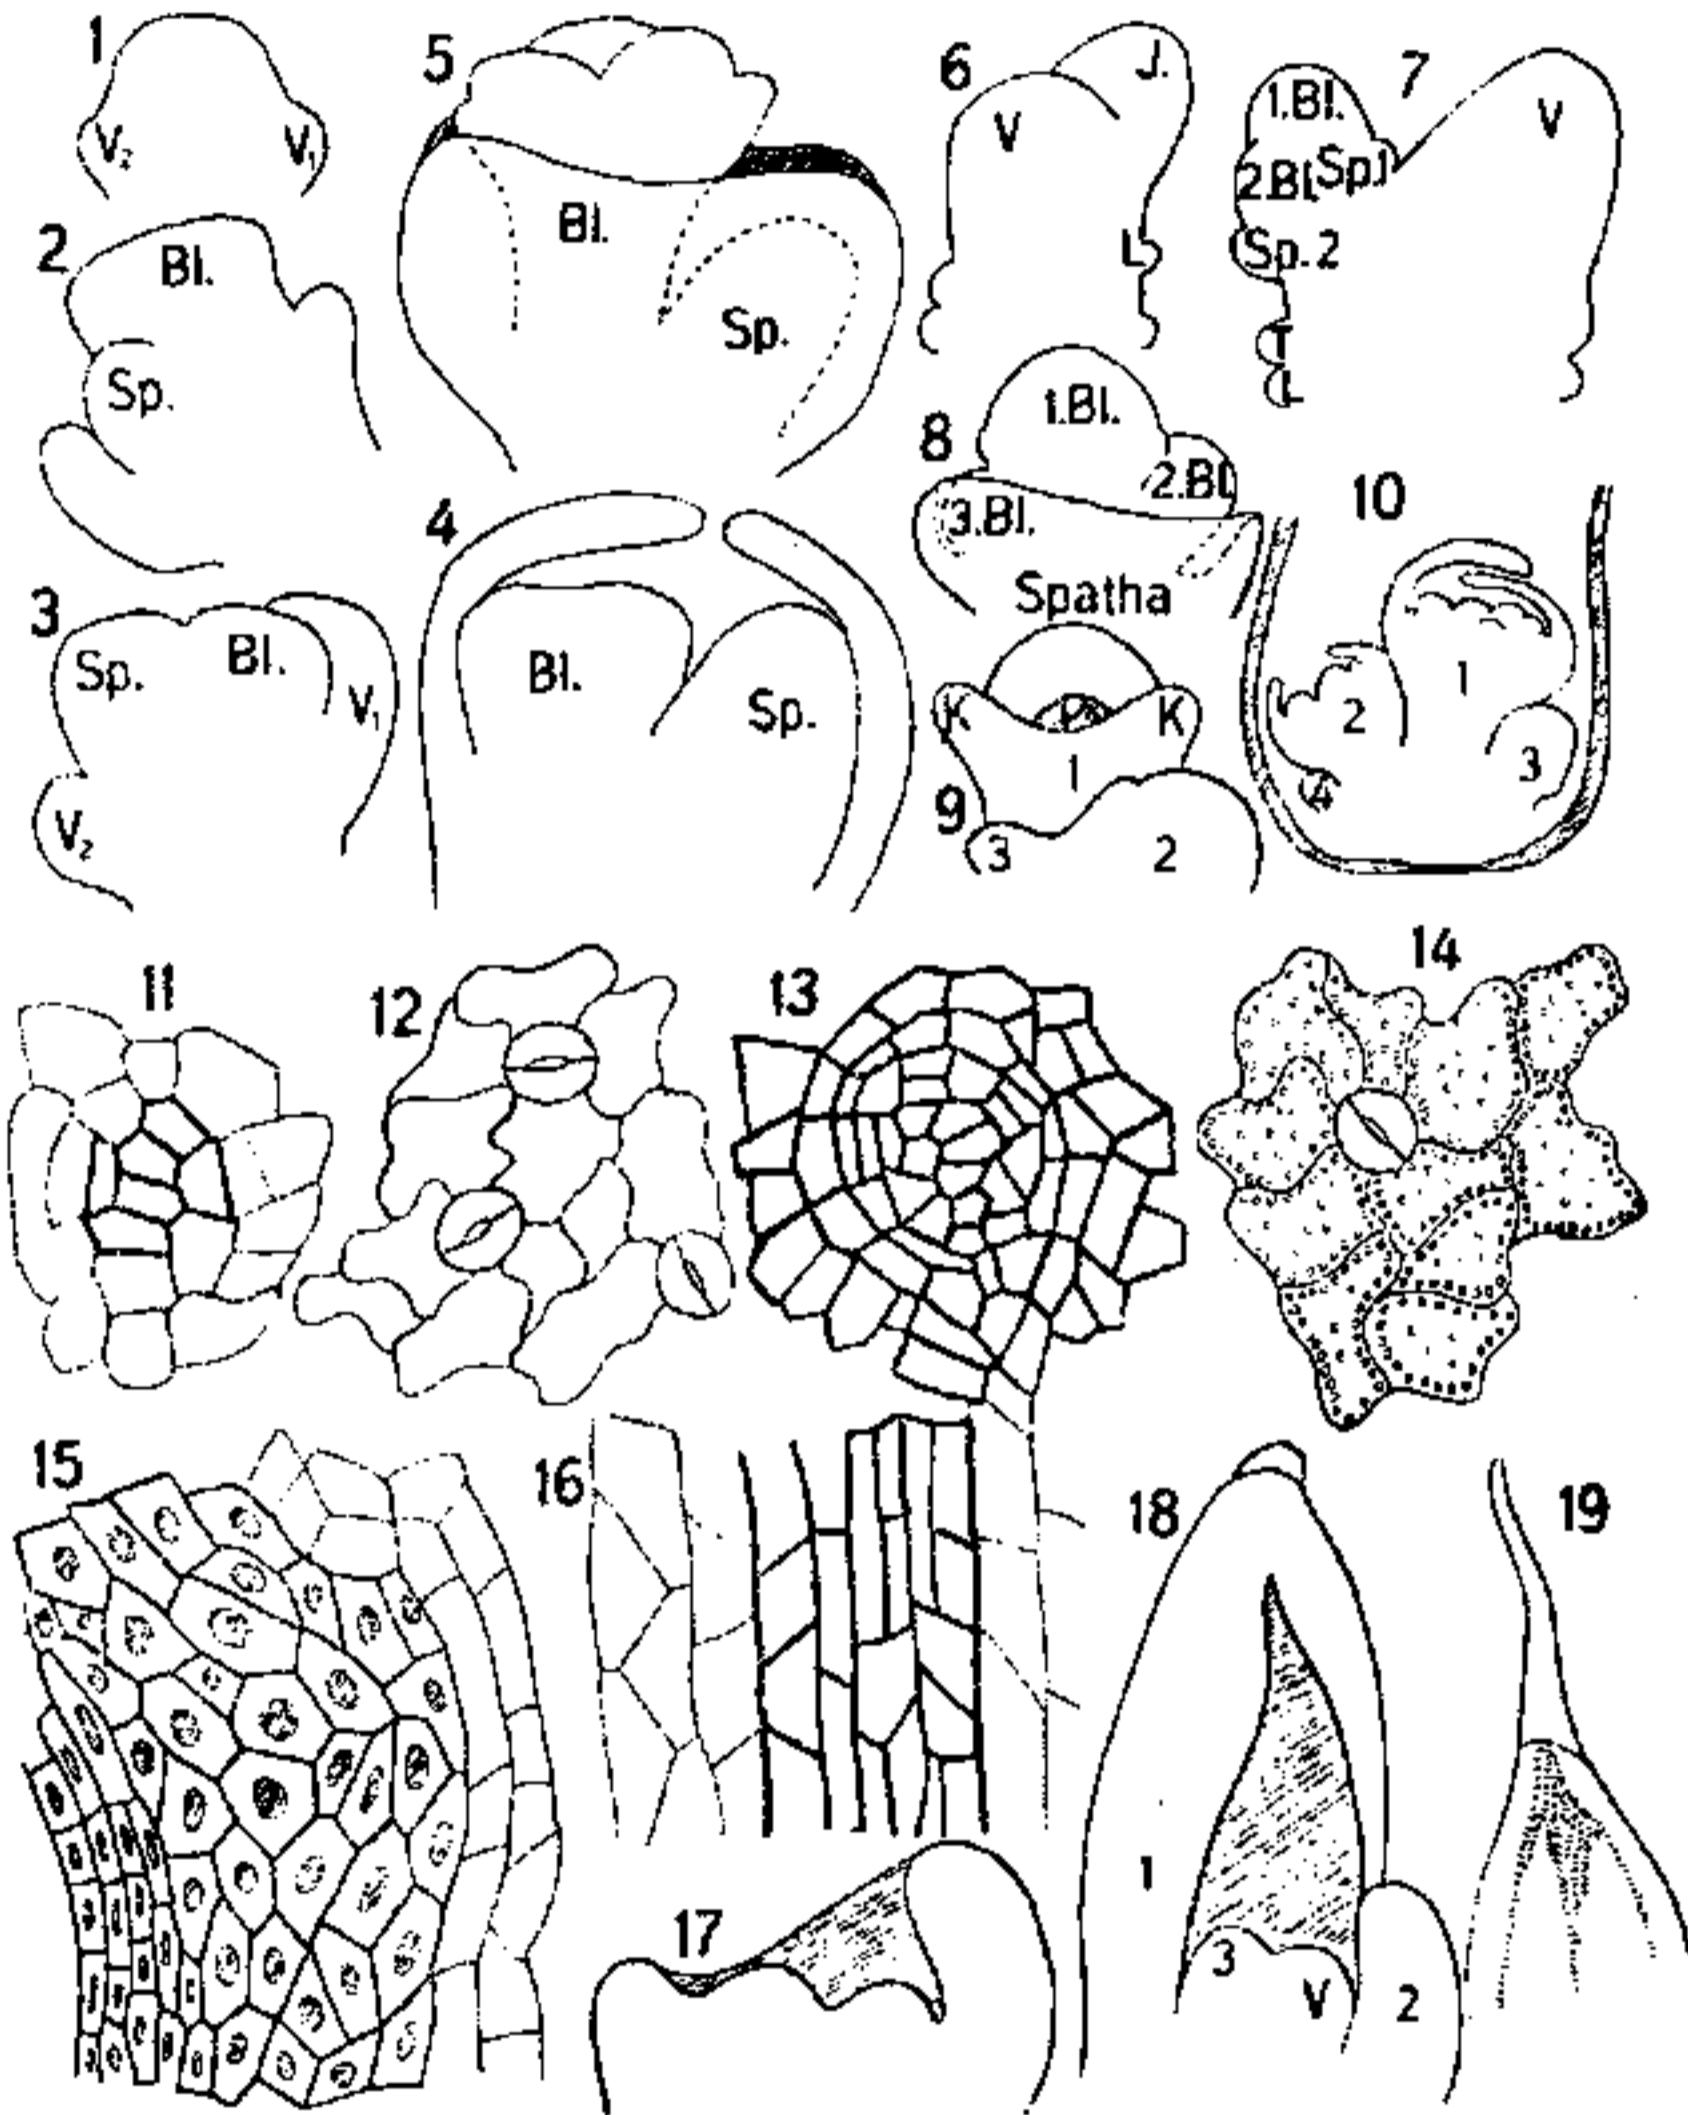 1
V₂ V₁
2
Bl.
Sp.
3
Sp. Bl. V₁
V₂
4
Bl.
Sp.
5
Bl.
Sp.
6
J.
V
L
7
1.Bl.
V
2.Bl. Sp.1
Sp.2
T
L
8
1.Bl.
2.Bl.
3.Bl.
Spatha
9
K P K
1
3 2
10
1
2
3
4
11
12
13
14
15
16
17
18
1
3
V
2
19